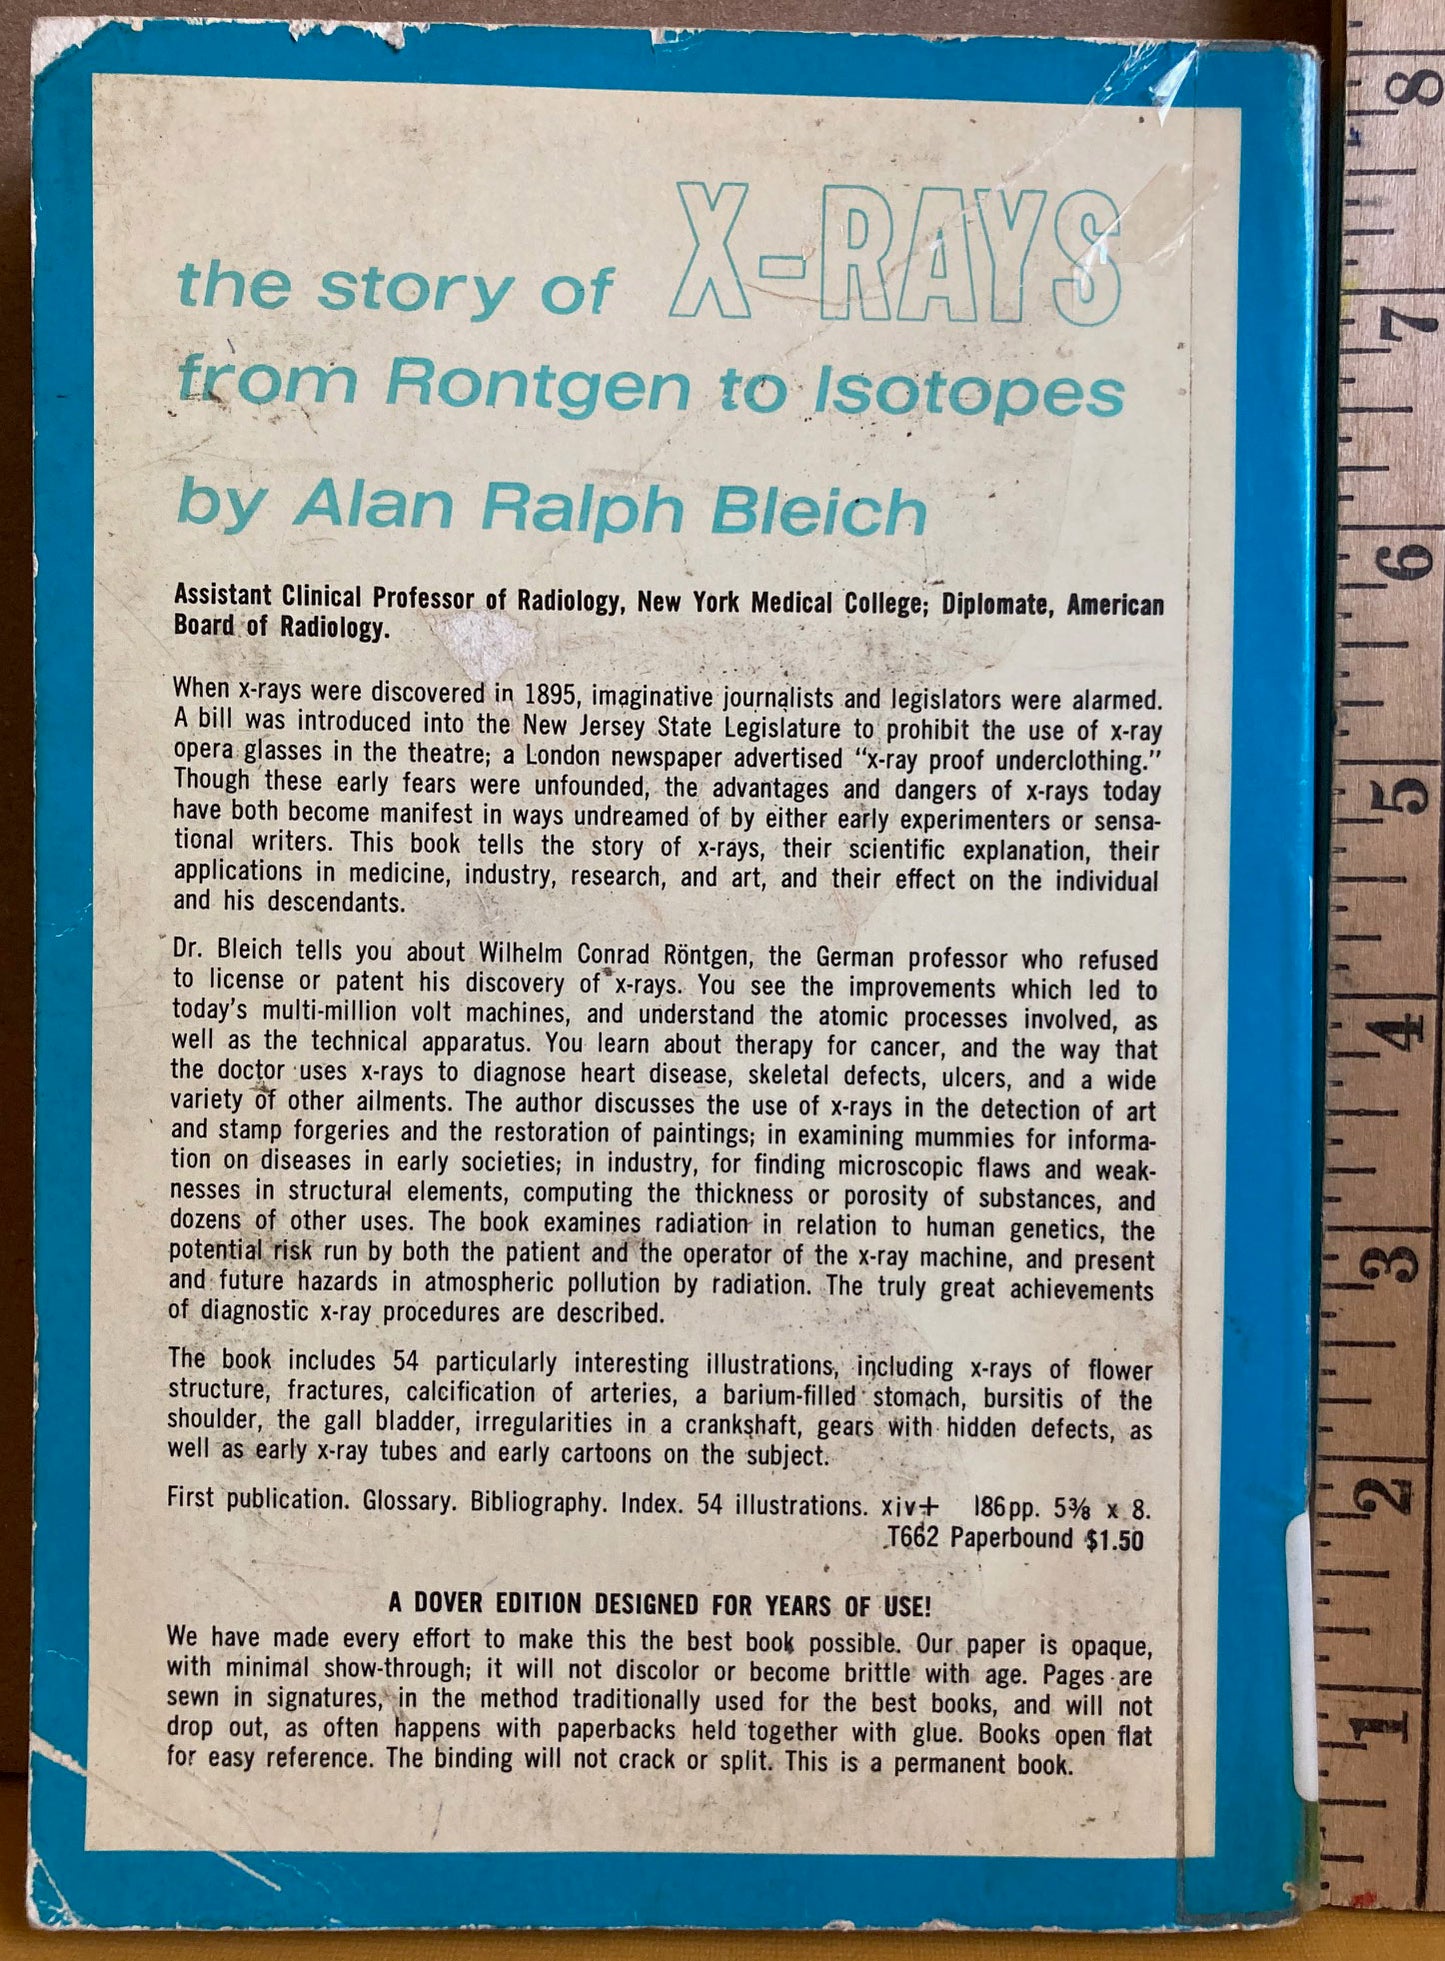 the story of X-RAYS
from Rontgen to Isotopes
by Alan Ralph Bleich
Assistant Clinical Professor of Radiology, New York Medical College; Diplomate, American
Board of Radiology.
When x-rays were discovered in 1895, imaginative journalists and legislators were alarmed.
A bill was introduced into the New Jersey State Legislature to prohibit the use of x-ray
opera glasses in the theatre; a London newspaper advertised “x-ray proof underclothing.”
Though these early fears were unfounded, the advantages and dangers of x-rays today
have both become manifest in ways undreamed of by either early experimenters or sensa-
tional writers. This book tells the story of x-rays, their scientific explanation, their
applications in medicine, industry, research, and art, and their effect on the individual
and his descendants.
Dr. Bleich tells you about Wilhelm Conrad Röntgen, the German professor who refused
to license or patent his discovery of x-rays. You see the improvements which led to
today's multi-million volt machines, and understand the atomic processes involved, as
well as the technical apparatus. You learn about therapy for cancer, and the way that
the doctor uses x-rays to diagnose heart disease, skeletal defects, ulcers, and a wide
variety of other ailments. The author discusses the use of x-rays in the detection of art
and stamp forgeries and the restoration of paintings; in examining mummies for informa-
tion on diseases in early societies; in industry, for finding microscopic flaws and weak-
nesses in structural elements, computing the thickness or porosity of substances, and
dozens of other uses. The book examines radiation in relation to human genetics, the
potential risk run by both the patient and the operator of the x-ray machine, and present
and future hazards in atmospheric pollution by radiation. The truly great achievements
of diagnostic x-ray procedures are described.
The book includes 54 particularly interesting illustrations, including x-rays of flower
structure, fractures, calcification of arteries, a barium-filled stomach, bursitis of the
shoulder, the gall bladder, irregularities in a crankshaft, gears with hidden defects, as
well as early x-ray tubes and early cartoons on the subject.
First publication. Glossary. Bibliography. Index. 54 illustrations. xiv+ 186pp. 5⅜ x 8.
T662 Paperbound $1.50
A DOVER EDITION DESIGNED FOR YEARS OF USE!
We have made every effort to make this the best book possible. Our paper is opaque,
with minimal show-through; it will not discolor or become brittle with age. Pages are
sewn in signatures, in the method traditionally used for the best books, and will not
drop out, as often happens with paperbacks held together with glue. Books open flat
for easy reference. The binding will not crack or split. This is a permanent book.
8
7
6
5
4
3
2
1